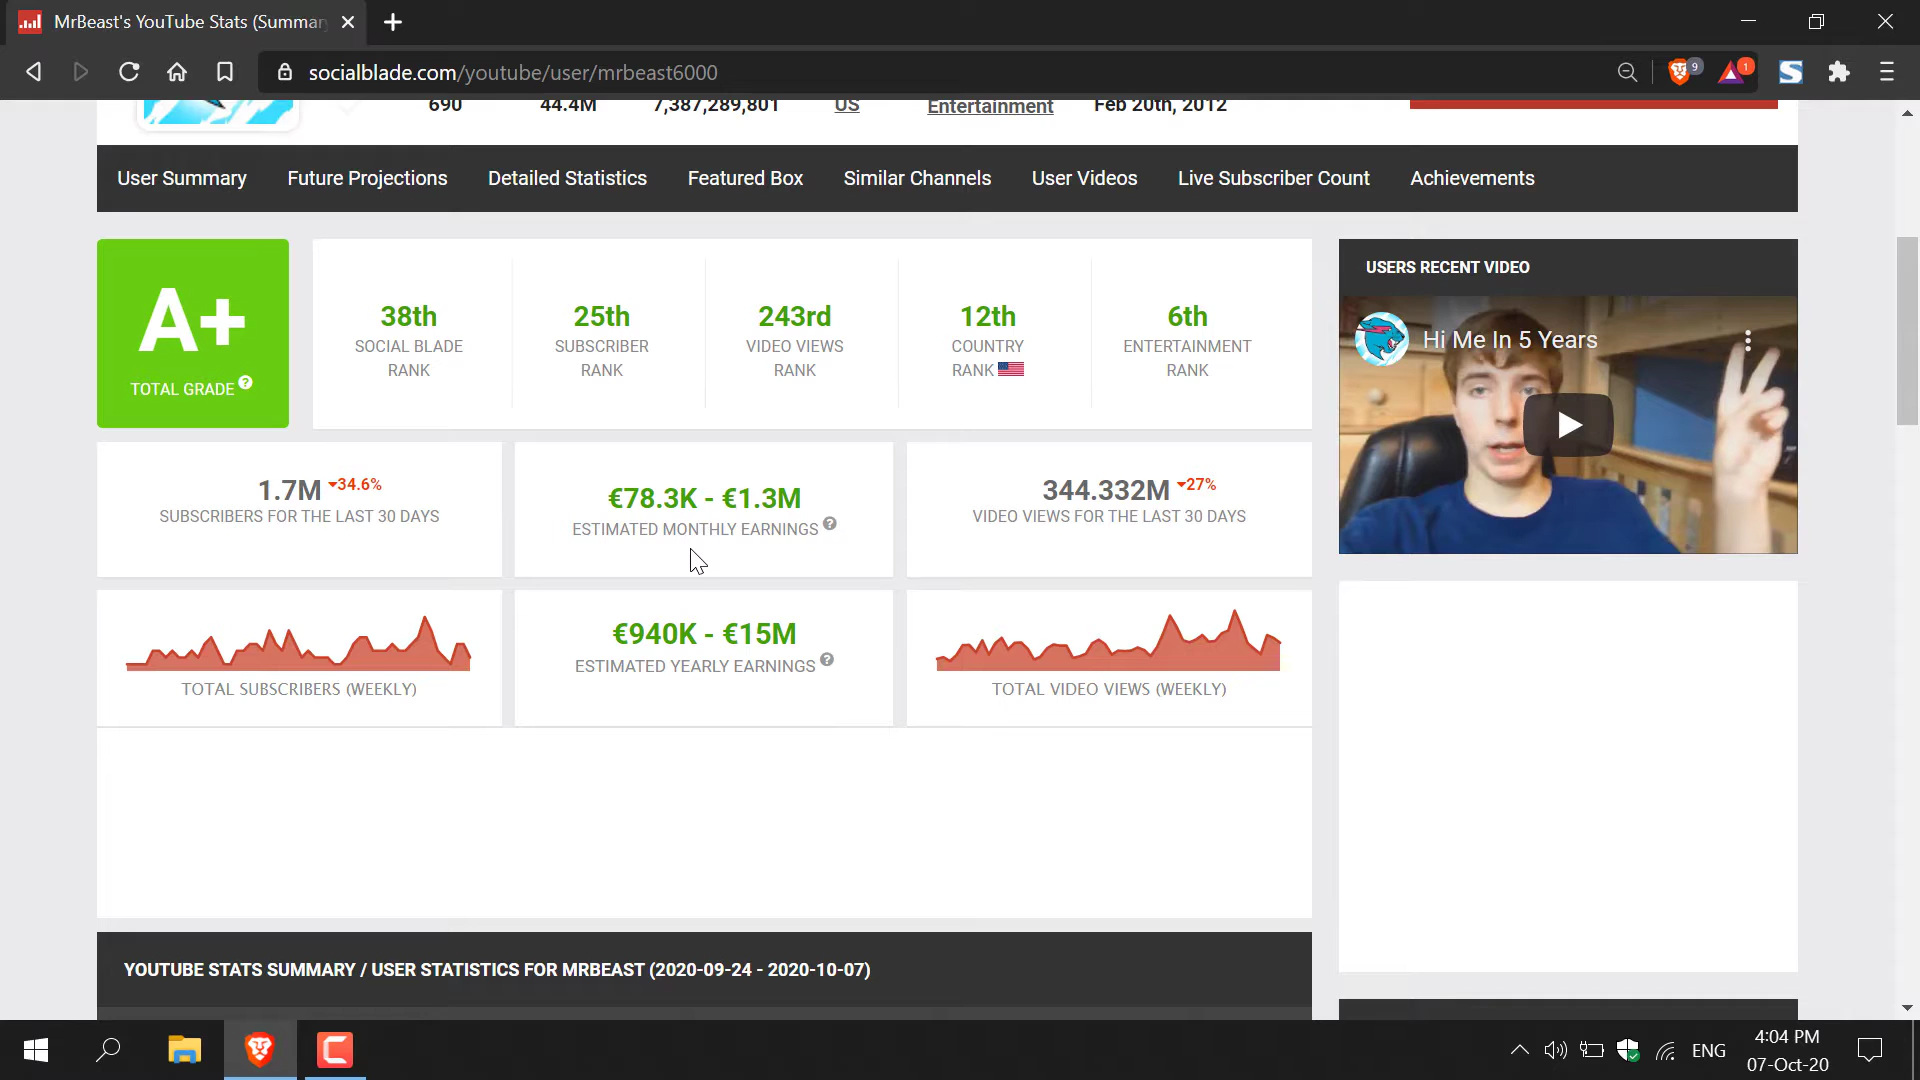 MrBeast's YouTube Stats (Summar
socialblade.com/youtube/user/mrbeast6000
9
1
690 44.4M 7,387,289,801 US Entertainment Feb 20th, 2012
User Summary Future Projections Detailed Statistics Featured Box Similar Channels User Videos Live Subscriber Count Achievements
A+
TOTAL GRADE ?
38th
SOCIAL BLADE
RANK
25th
SUBSCRIBER
RANK
243rd
VIDEO VIEWS
RANK
12th
COUNTRY
RANK
6th
ENTERTAINMENT
RANK
USERS RECENT VIDEO
Hi Me In 5 Years
1.7M 34.6%
SUBSCRIBERS FOR THE LAST 30 DAYS
€78.3K - €1.3M
ESTIMATED MONTHLY EARNINGS ?
344.332M 27%
VIDEO VIEWS FOR THE LAST 30 DAYS
TOTAL SUBSCRIBERS (WEEKLY)
€940K - €15M
ESTIMATED YEARLY EARNINGS ?
TOTAL VIDEO VIEWS (WEEKLY)
YOUTUBE STATS SUMMARY / USER STATISTICS FOR MRBEAST (2020-09-24 - 2020-10-07)
ENG
4:04 PM
07-Oct-20